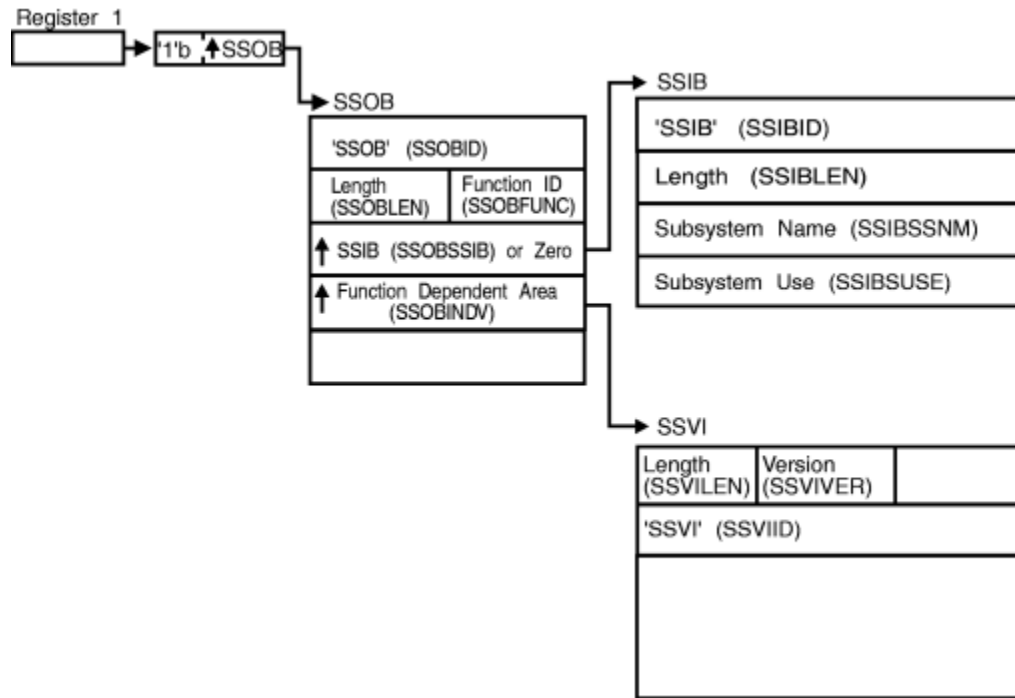 Register 1
'1'b SSOB
SSOB
'SSOB' (SSOBID)
Length
(SSOBLEN)
Function ID
(SSOBFUNC)
SSIB (SSOBSSIB) or Zero
Function Dependent Area
(SSOBINDV)
SSIB
'SSIB' (SSIBID)
Length (SSIBLEN)
Subsystem Name (SSIBSSNM)
Subsystem Use (SSIBSUSE)
SSVI
Length
(SSVILEN)
Version
(SSVIVER)
'SSVI' (SSVIID)